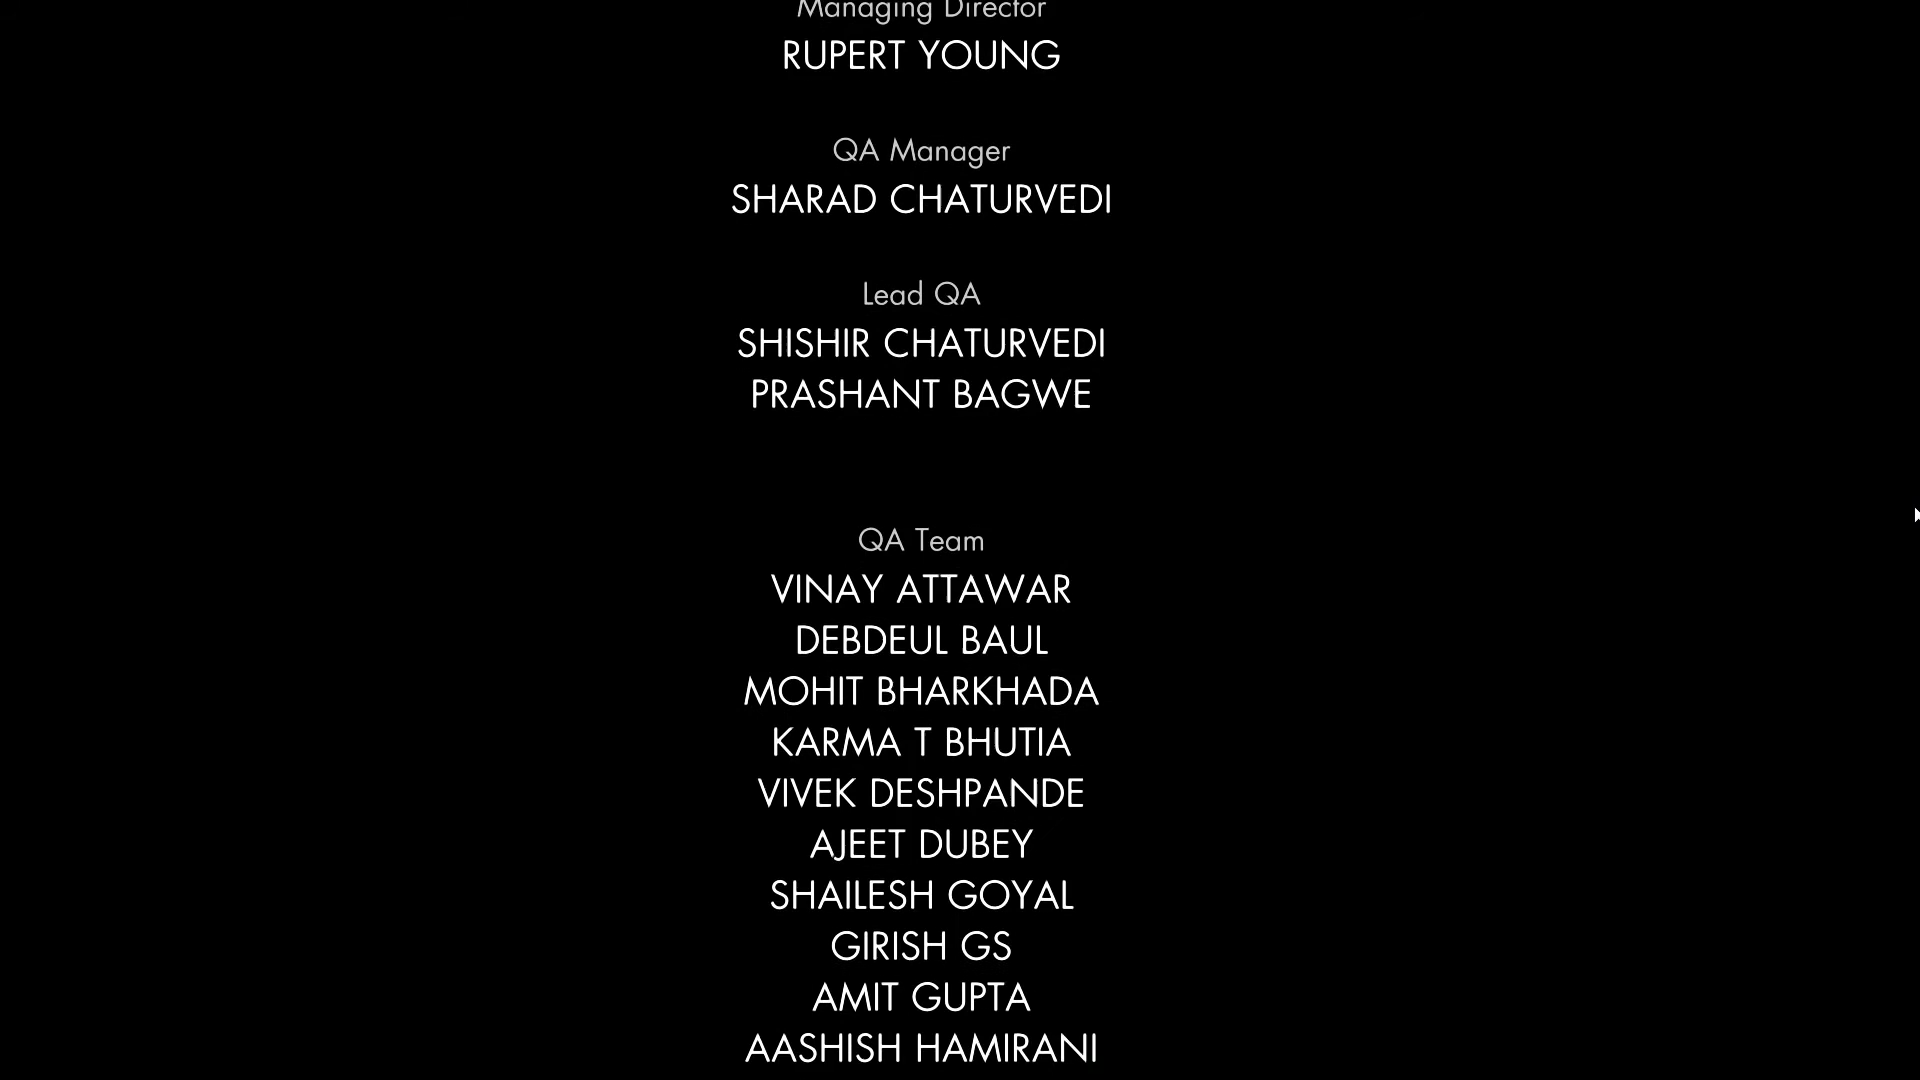 Managing Director
RUPERT YOUNG
QA Manager
SHARAD CHATURVEDI
Lead QA
SHISHIR CHATURVEDI
PRASHANT BAGWE
QA Team
VINAY ATTAWAR
DEBDEUL BAUL
MOHIT BHARKHADA
KARMA T BHUTIA
VIVEK DESHPANDE
AJEET DUBEY
SHAILESH GOYAL
GIRISH GS
AMIT GUPTA
AASHISH HAMIRANI